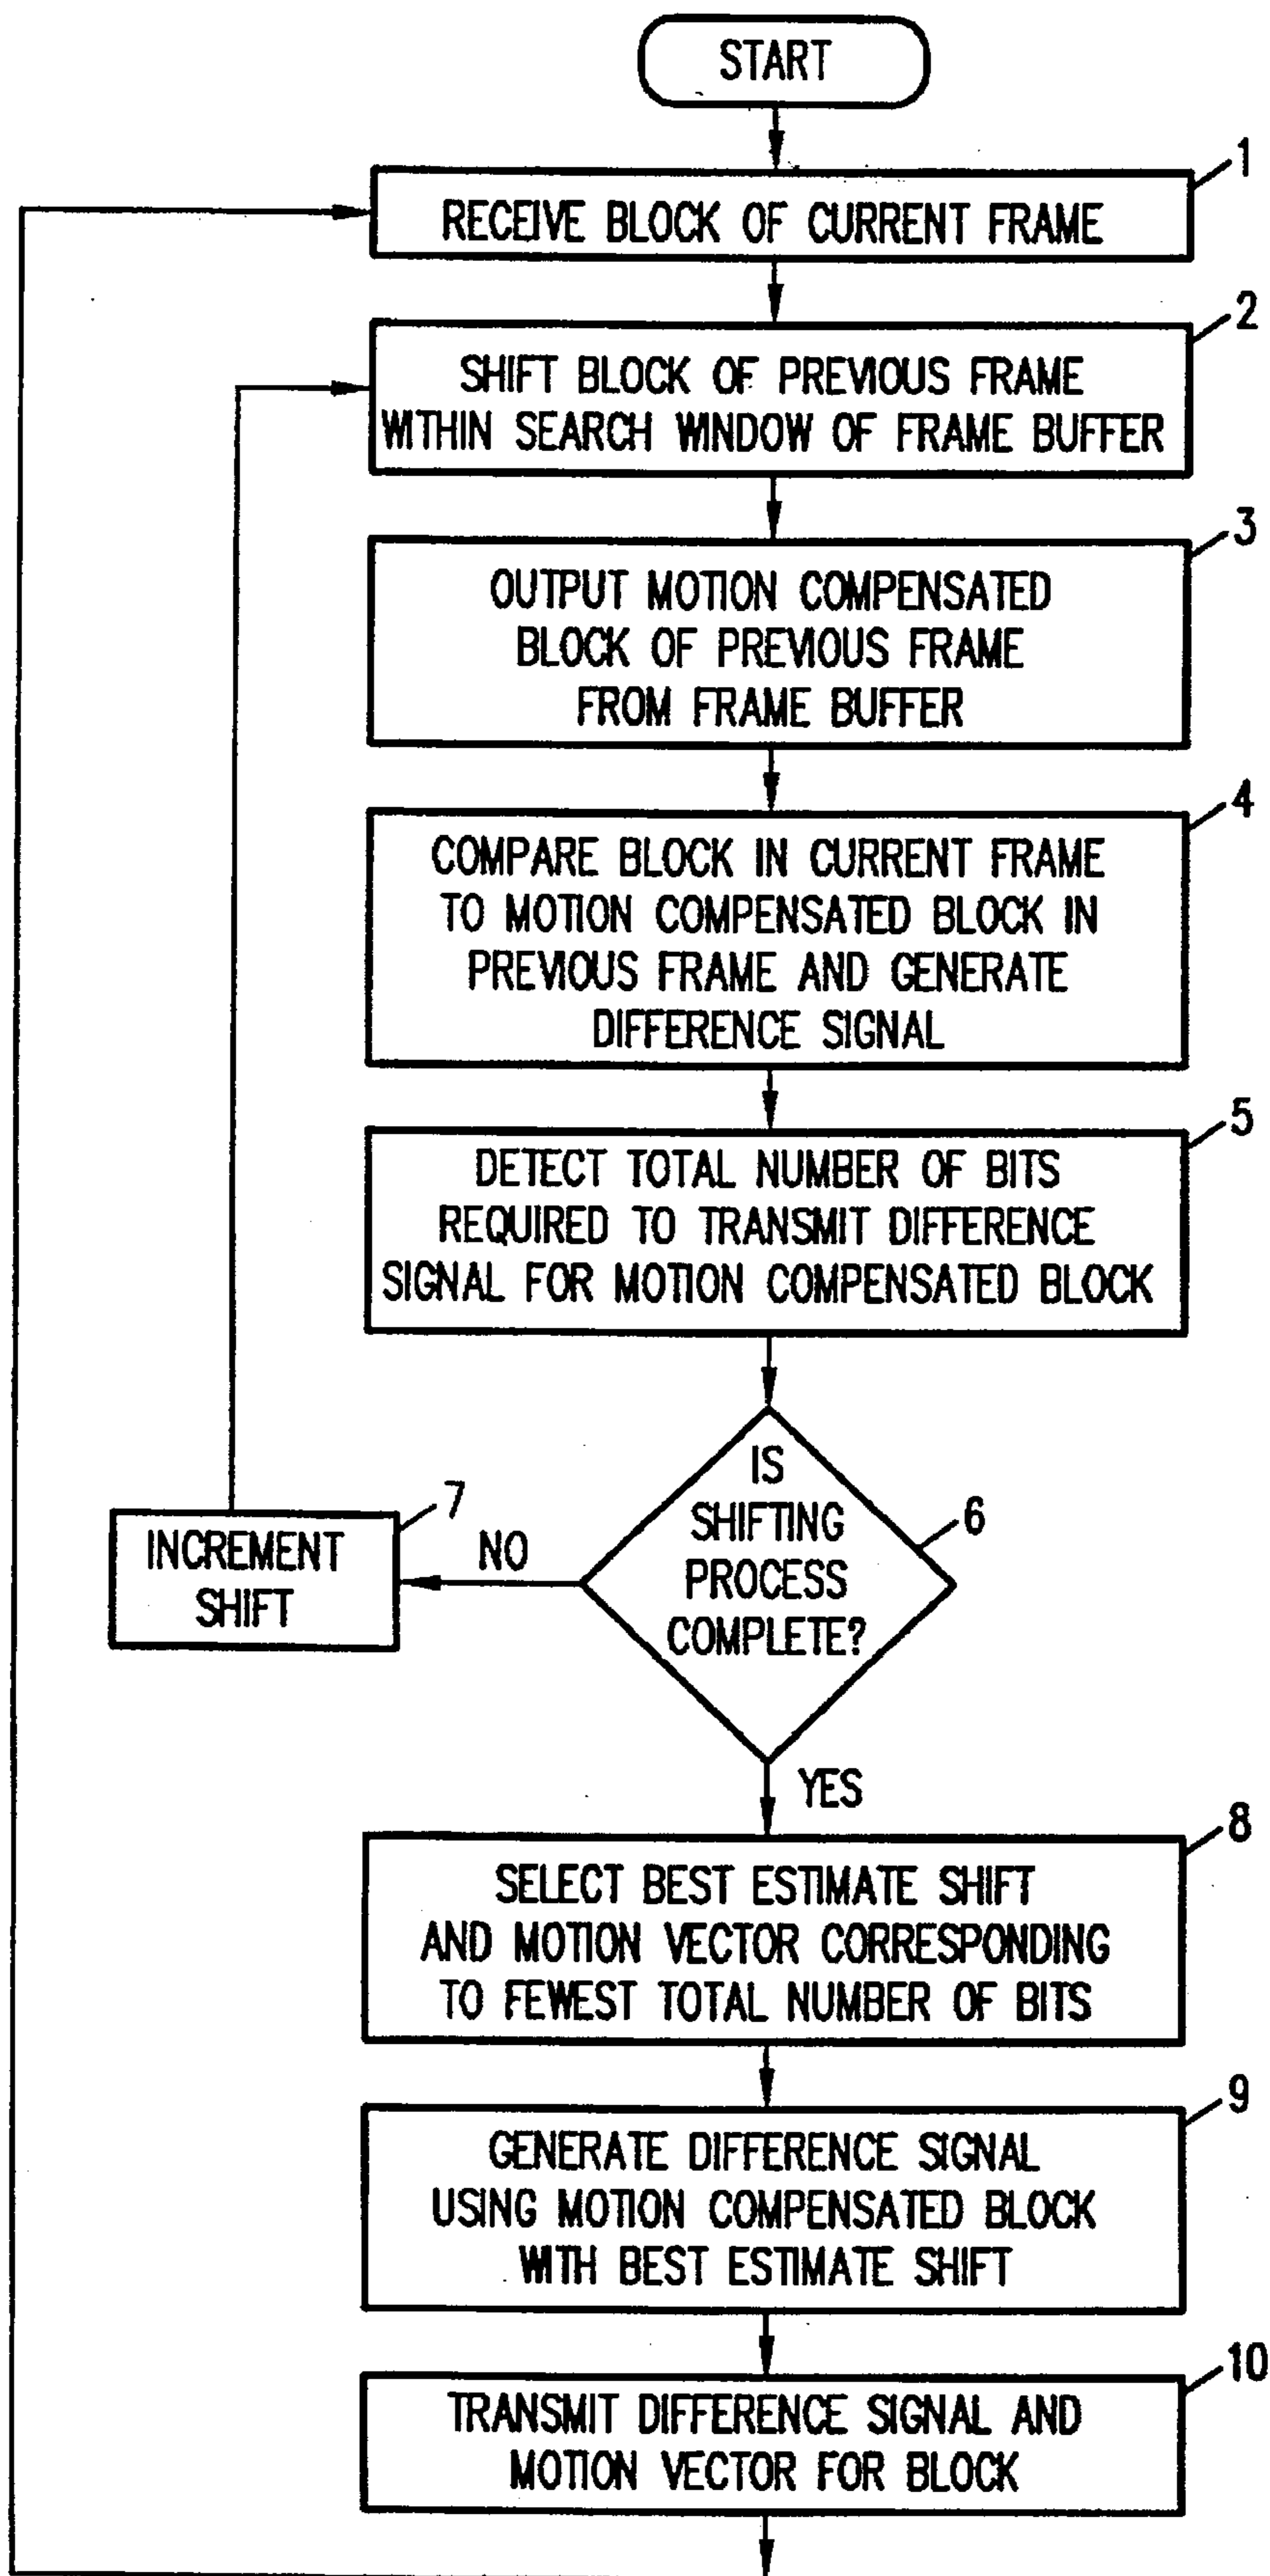 START
1
RECEIVE BLOCK OF CURRENT FRAME
2
SHIFT BLOCK OF PREVIOUS FRAME
WITHIN SEARCH WINDOW OF FRAME BUFFER
3
OUTPUT MOTION COMPENSATED
BLOCK OF PREVIOUS FRAME
FROM FRAME BUFFER
4
COMPARE BLOCK IN CURRENT FRAME
TO MOTION COMPENSATED BLOCK IN
PREVIOUS FRAME AND GENERATE
DIFFERENCE SIGNAL
5
DETECT TOTAL NUMBER OF BITS
REQUIRED TO TRANSMIT DIFFERENCE
SIGNAL FOR MOTION COMPENSATED BLOCK
IS
SHIFTING
PROCESS
COMPLETE?
6
NO
7
INCREMENT
SHIFT
YES
8
SELECT BEST ESTIMATE SHIFT
AND MOTION VECTOR CORRESPONDING
TO FEWEST TOTAL NUMBER OF BITS
9
GENERATE DIFFERENCE SIGNAL
USING MOTION COMPENSATED BLOCK
WITH BEST ESTIMATE SHIFT
10
TRANSMIT DIFFERENCE SIGNAL AND
MOTION VECTOR FOR BLOCK